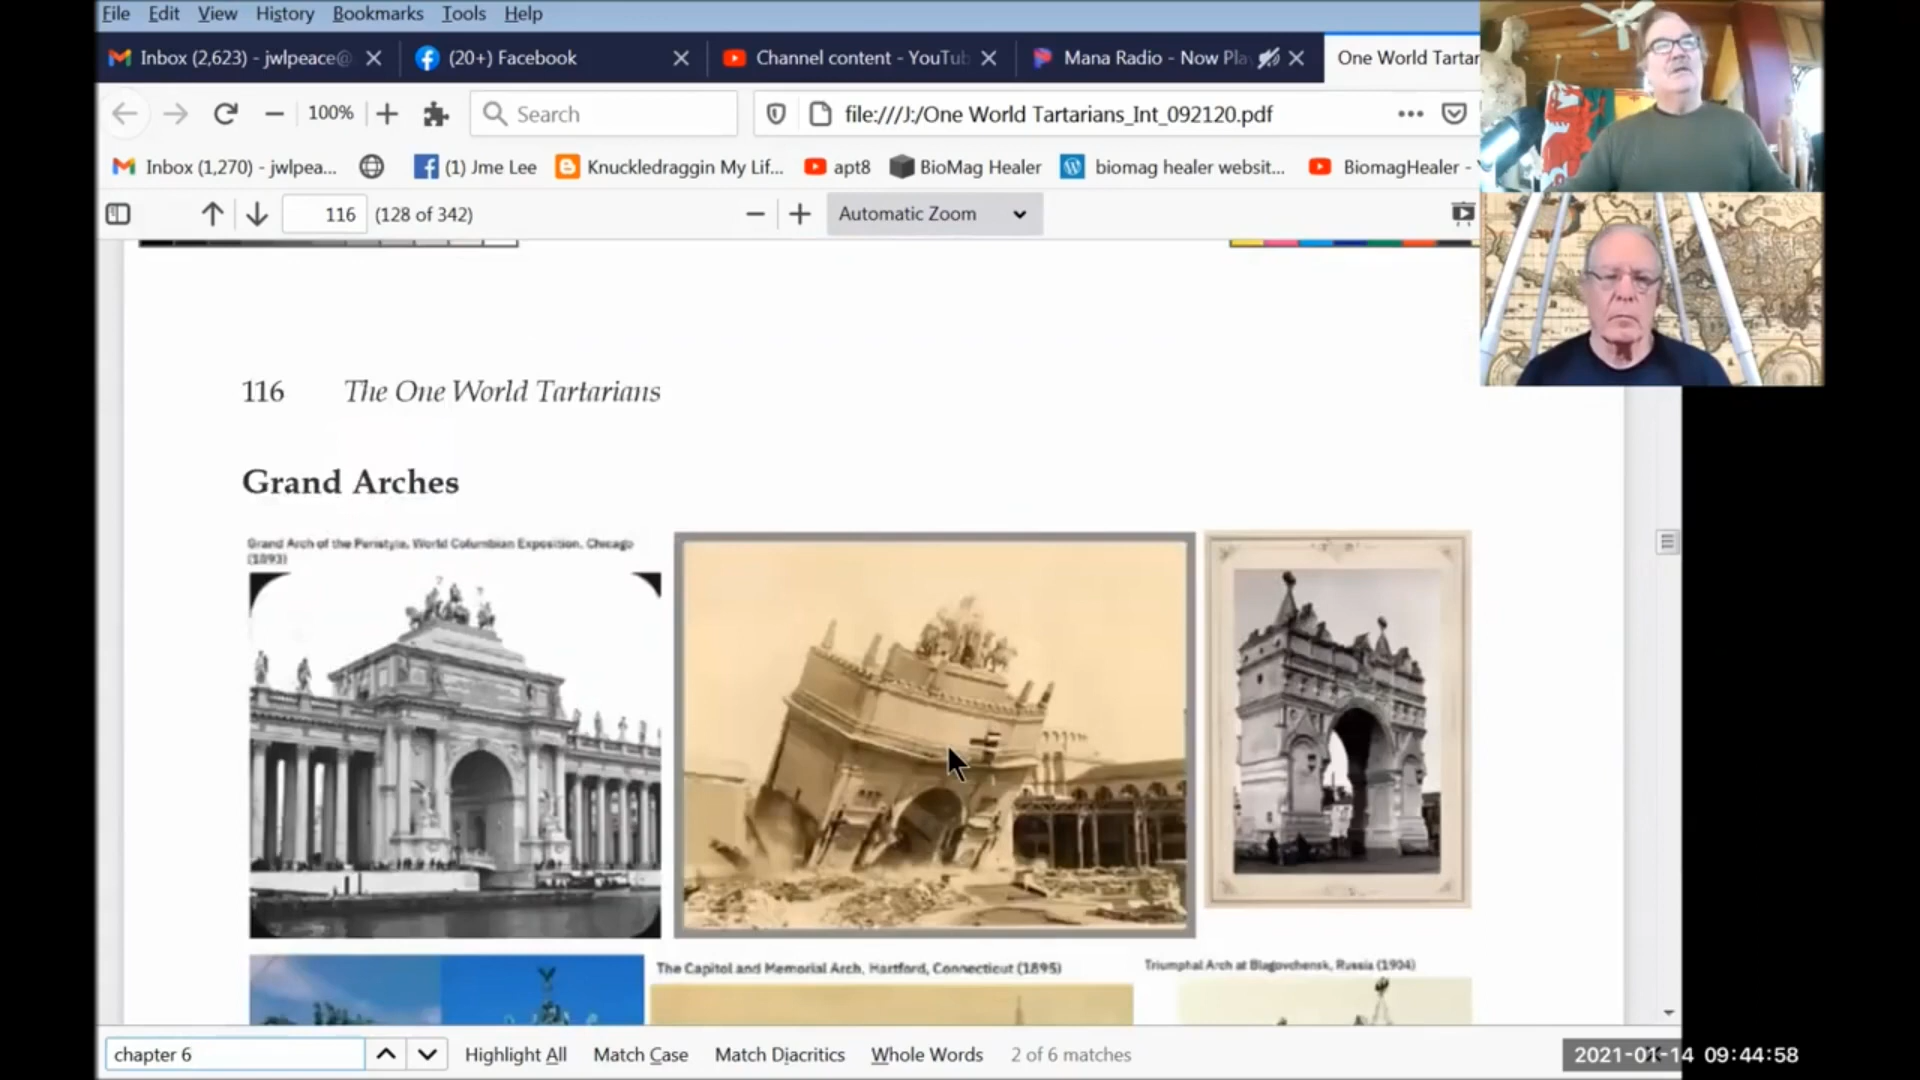 File Edit View History Bookmarks Tools Help
Inbox (2,623) - jwlpeace@
(20+) Facebook
Channel content - YouTub
Mana Radio - Now Pla
One World Tartar
100%
Search
file:///J:/One World Tartarians_Int_092120.pdf
Inbox (1,270) - jwlpea...
(1) Jme Lee
Knuckledraggin My Lif...
apt8
BioMag Healer
biomag healer websit...
BiomagHealer -
116 (128 of 342)
Automatic Zoom
116 The One World Tartarians
Grand Arches
Grand Arch of the Peristyle, World Columbian Exposition, Chicago
(1893)
The Capitol and Memorial Arch, Hartford, Connecticut (1895)
Triumphal Arch at Blagovchensk, Russia (1904)
chapter 6
Highlight All Match Case Match Diacritics Whole Words 2 of 6 matches
2021-01-14 09:44:58